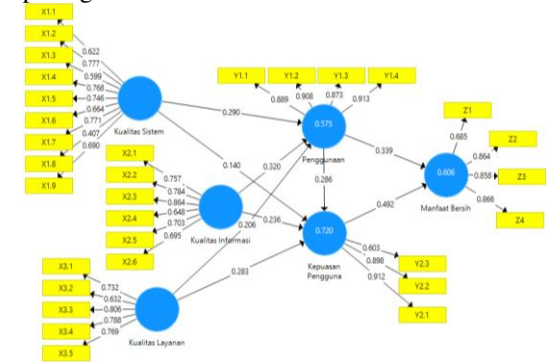 X1.1
X1.2
X1.3
X1.4
X1.5
X1.6
X1.7
X1.8
X1.9
0.622
0.777
0.599
0.768
0.746
0.664
0.771
0.407
0.690
Kualitas Sistem
X2.1
X2.2
X2.3
X2.4
X2.5
X2.6
0.757
0.784
0.864
0.648
0.703
0.695
Kualitas Informasi
X3.1
X3.2
X3.3
X3.4
X3.5
0.732
0.632
0.806
0.788
0.769
Kualitas Layanan
0.290
0.140
0.320
0.236
0.206
0.283
Y1.1 Y1.2 Y1.3 Y1.4
0.889 0.908 0.873 0.913
0.575
Penggunaan
0.286
0.339
0.720
Kepuasan
Pengguna
0.492
0.603
0.898
0.912
Y2.3
Y2.2
Y2.1
0.606
Manfaat Bersih
Z1
Z2
Z3
Z4
0.685
0.864
0.858
0.866